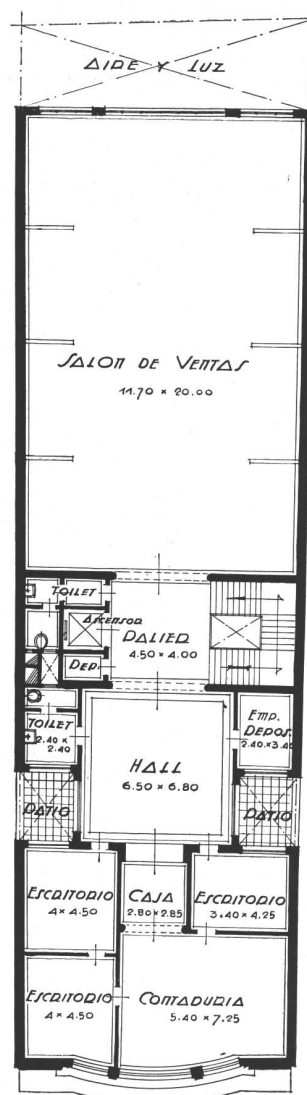 AIRE Y LUZ
SALON DE VENTAS
11.70 x 20.00
TOILET
ASCENSOR
PALIER
4.50 x 4.00
DEP.
TOILET
2.40 x
2.40
EMP.
DEPOS.
2.40 x 3.40
HALL
6.50 x 6.80
PATIO
PATIO
ESCRITORIO
4 x 4.50
CAJA
2.80 x 2.85
ESCRITORIO
3.40 x 4.25
ESCRITORIO
4 x 4.50
CONTADURIA
5.40 x 7.25